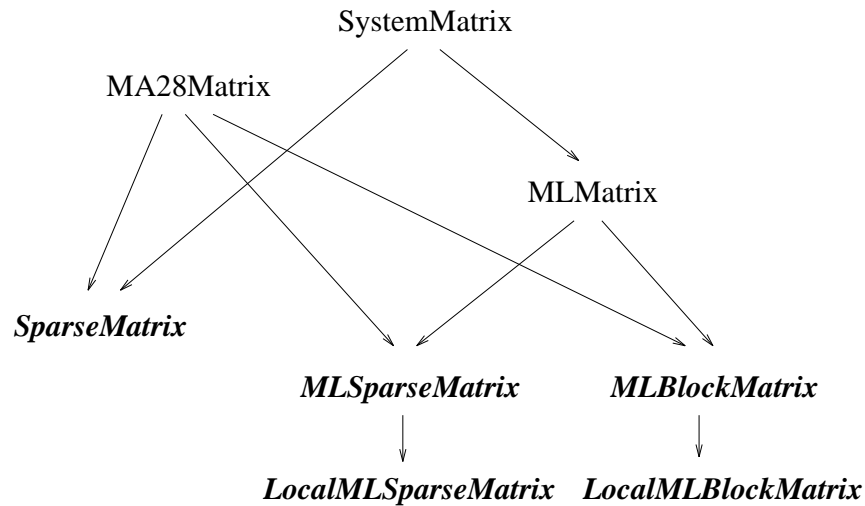 SystemMatrix
MA28Matrix
MLMatrix
SparseMatrix
MLSparseMatrix
MLBlockMatrix
LocalMLSparseMatrix
LocalMLBlockMatrix